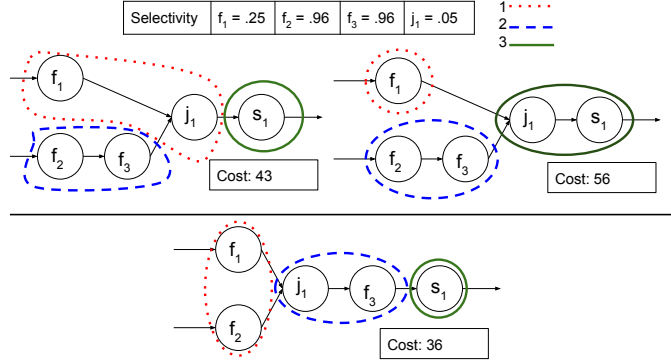 Selectivity f1 = .25 f2 = .96 f3 = .96 j1 = .05
1
2
3
f1
j1
s1
f2
f3
Cost: 43
f1
j1
s1
f2
f3
Cost: 56
f1
j1
f3
s1
f2
Cost: 36